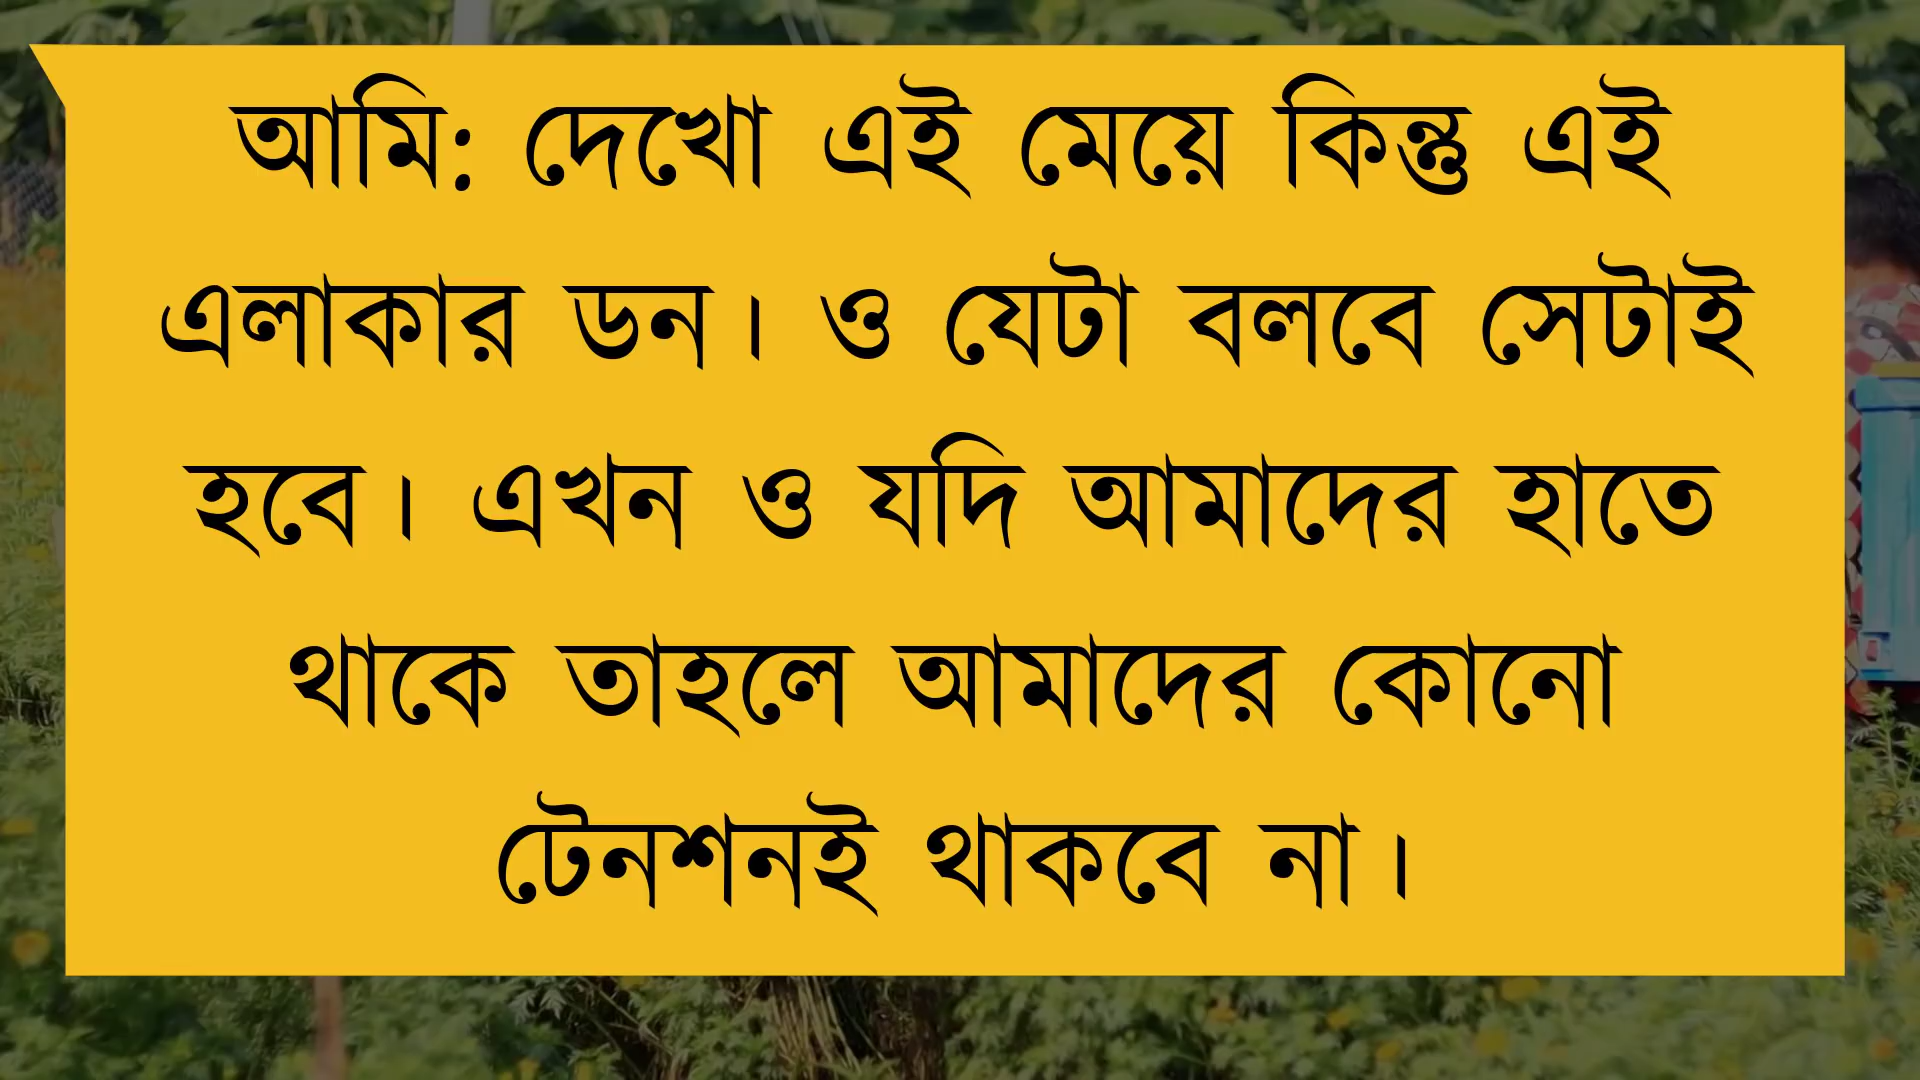 আমি: দেখো এই মেয়ে কিন্তু এই
এলাকার ডন। ও যেটা বলবে সেটাই
হবে। এখন ও যদি আমাদের হাতে
থাকে তাহলে আমাদের কোনো
টেনশনই থাকবে না।